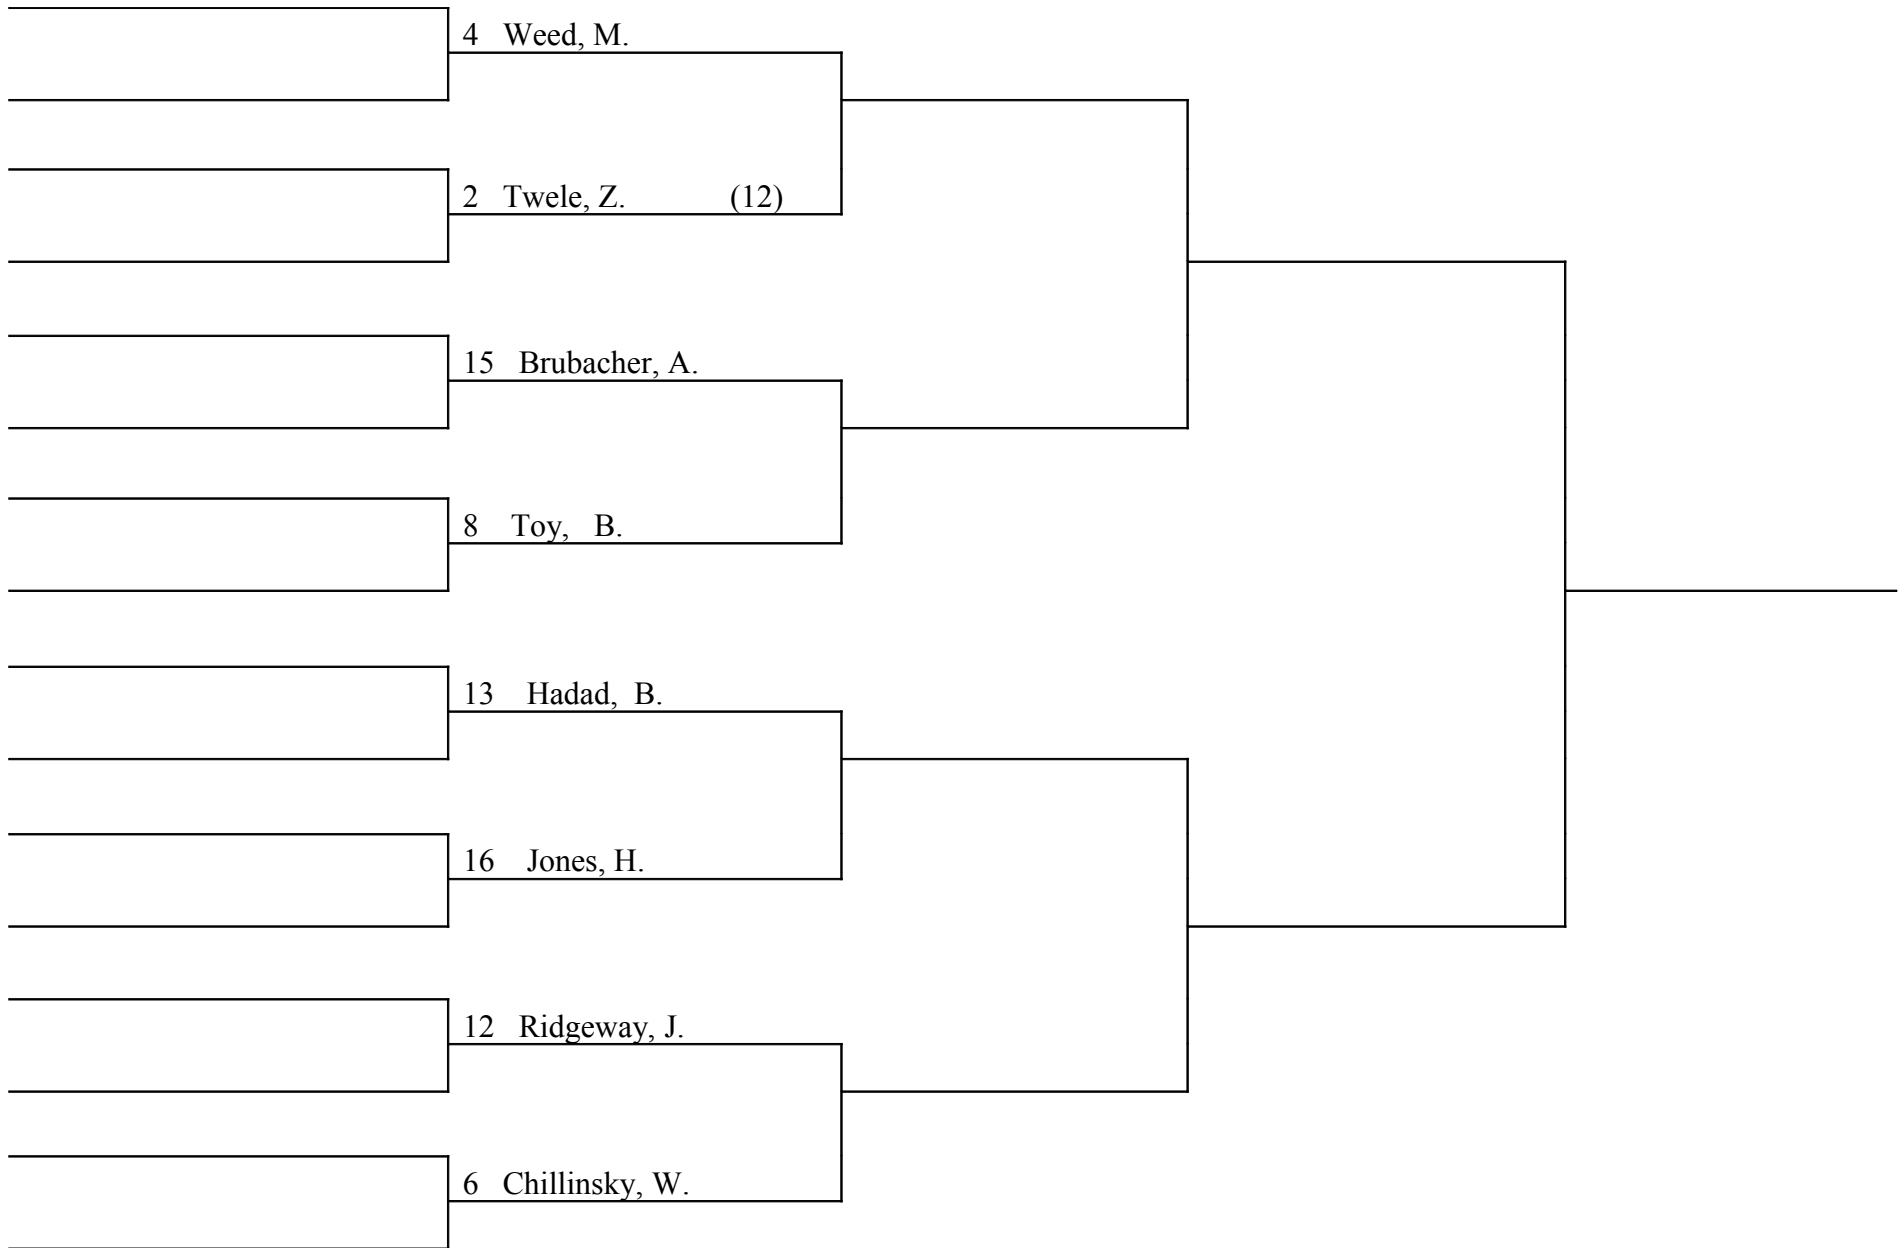 4 Weed, M.
2 Twele, Z. (12)
15 Brubacher, A.
8 Toy, B.
13 Hadad, B.
16 Jones, H.
12 Ridgeway, J.
6 Chillinsky, W.